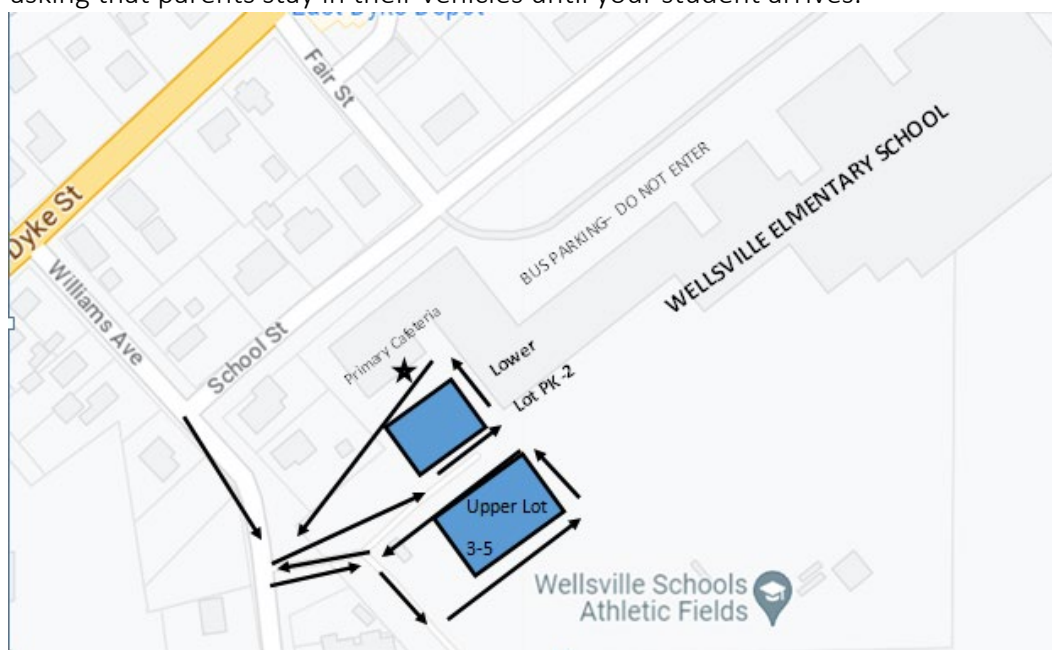 asking that parents stay in their vehicles until your student arrives.
East Dyke Depot
Fair St
Dyke St
Williams Ave
School St
BUS PARKING- DO NOT ENTER
WELLSVILLE ELMENTARY SCHOOL
Primary Cafeteria
Lower
Lot PK-2
Upper Lot
3-5
Wellsville Schools
Athletic Fields